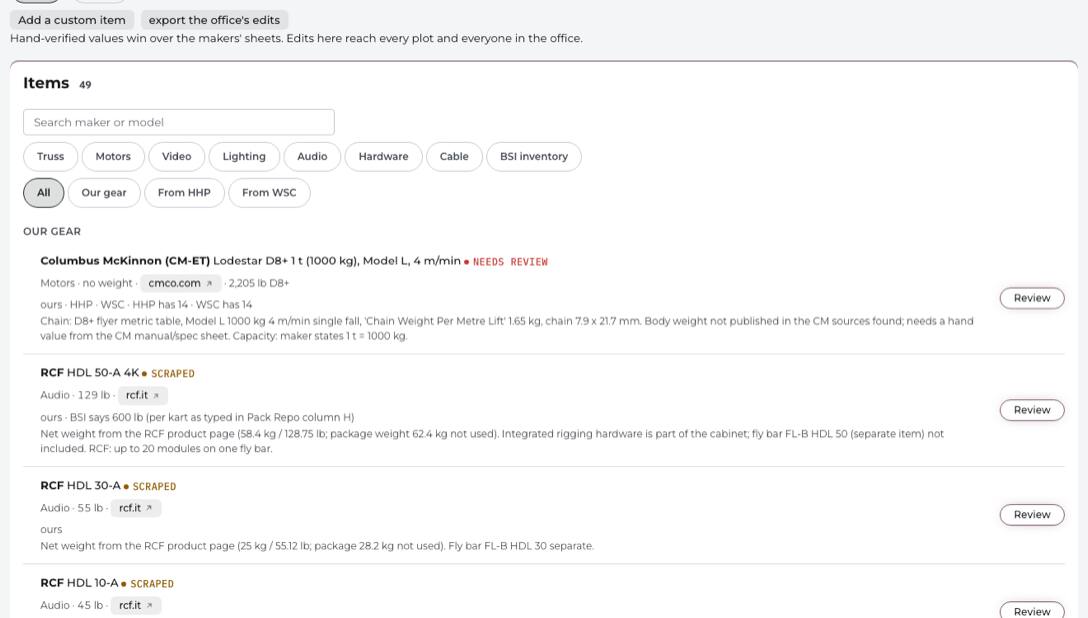 Add a custom item export the office's edits
Hand-verified values win over the makers' sheets. Edits here reach every plot and everyone in the office.
Items 49
Search maker or model
Truss Motors Video Lighting Audio Hardware Cable BSI inventory
All Our gear From HHP From WSC
OUR GEAR
Columbus McKinnon (CM-ET) Lodestar D8+ 1 t (1000 kg), Model L, 4 m/min ● NEEDS REVIEW
Motors · no weight · cmco.com ↗ · 2,205 lb D8+
Review
ours · HHP · WSC · HHP has 14 · WSC has 14
Chain: D8+ flyer metric table, Model L 1000 kg 4 m/min single fall, 'Chain Weight Per Metre Lift' 1.65 kg, chain 7.9 x 21.7 mm. Body weight not published in the CM sources found; needs a hand
value from the CM manual/spec sheet. Capacity: maker states 1 t = 1000 kg.
RCF HDL 50-A 4K ● SCRAPED
Audio · 129 lb · rcf.it ↗
Review
ours · BSI says 600 lb (per kart as typed in Pack Repo column H)
Net weight from the RCF product page (58.4 kg / 128.75 lb; package weight 62.4 kg not used). Integrated rigging hardware is part of the cabinet; fly bar FL-B HDL 50 (separate item) not
included. RCF: up to 20 modules on one fly bar.
RCF HDL 30-A ● SCRAPED
Audio · 55 lb · rcf.it ↗
Review
ours
Net weight from the RCF product page (25 kg / 55.12 lb; package 28.2 kg not used). Fly bar FL-B HDL 30 separate.
RCF HDL 10-A ● SCRAPED
Audio · 45 lb · rcf.it ↗
Review